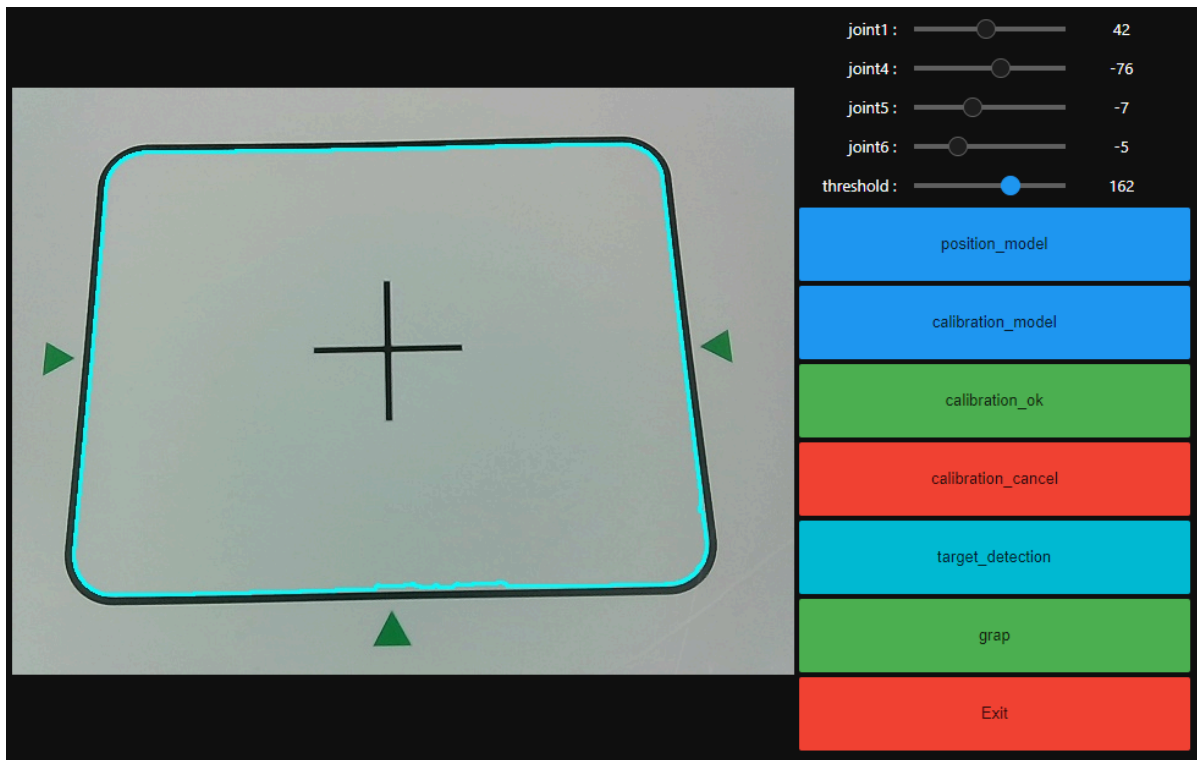 joint1 : 42
joint4 : -76
joint5 : -7
joint6 : -5
threshold : 162
position_model
calibration_model
calibration_ok
calibration_cancel
target_detection
grap
Exit